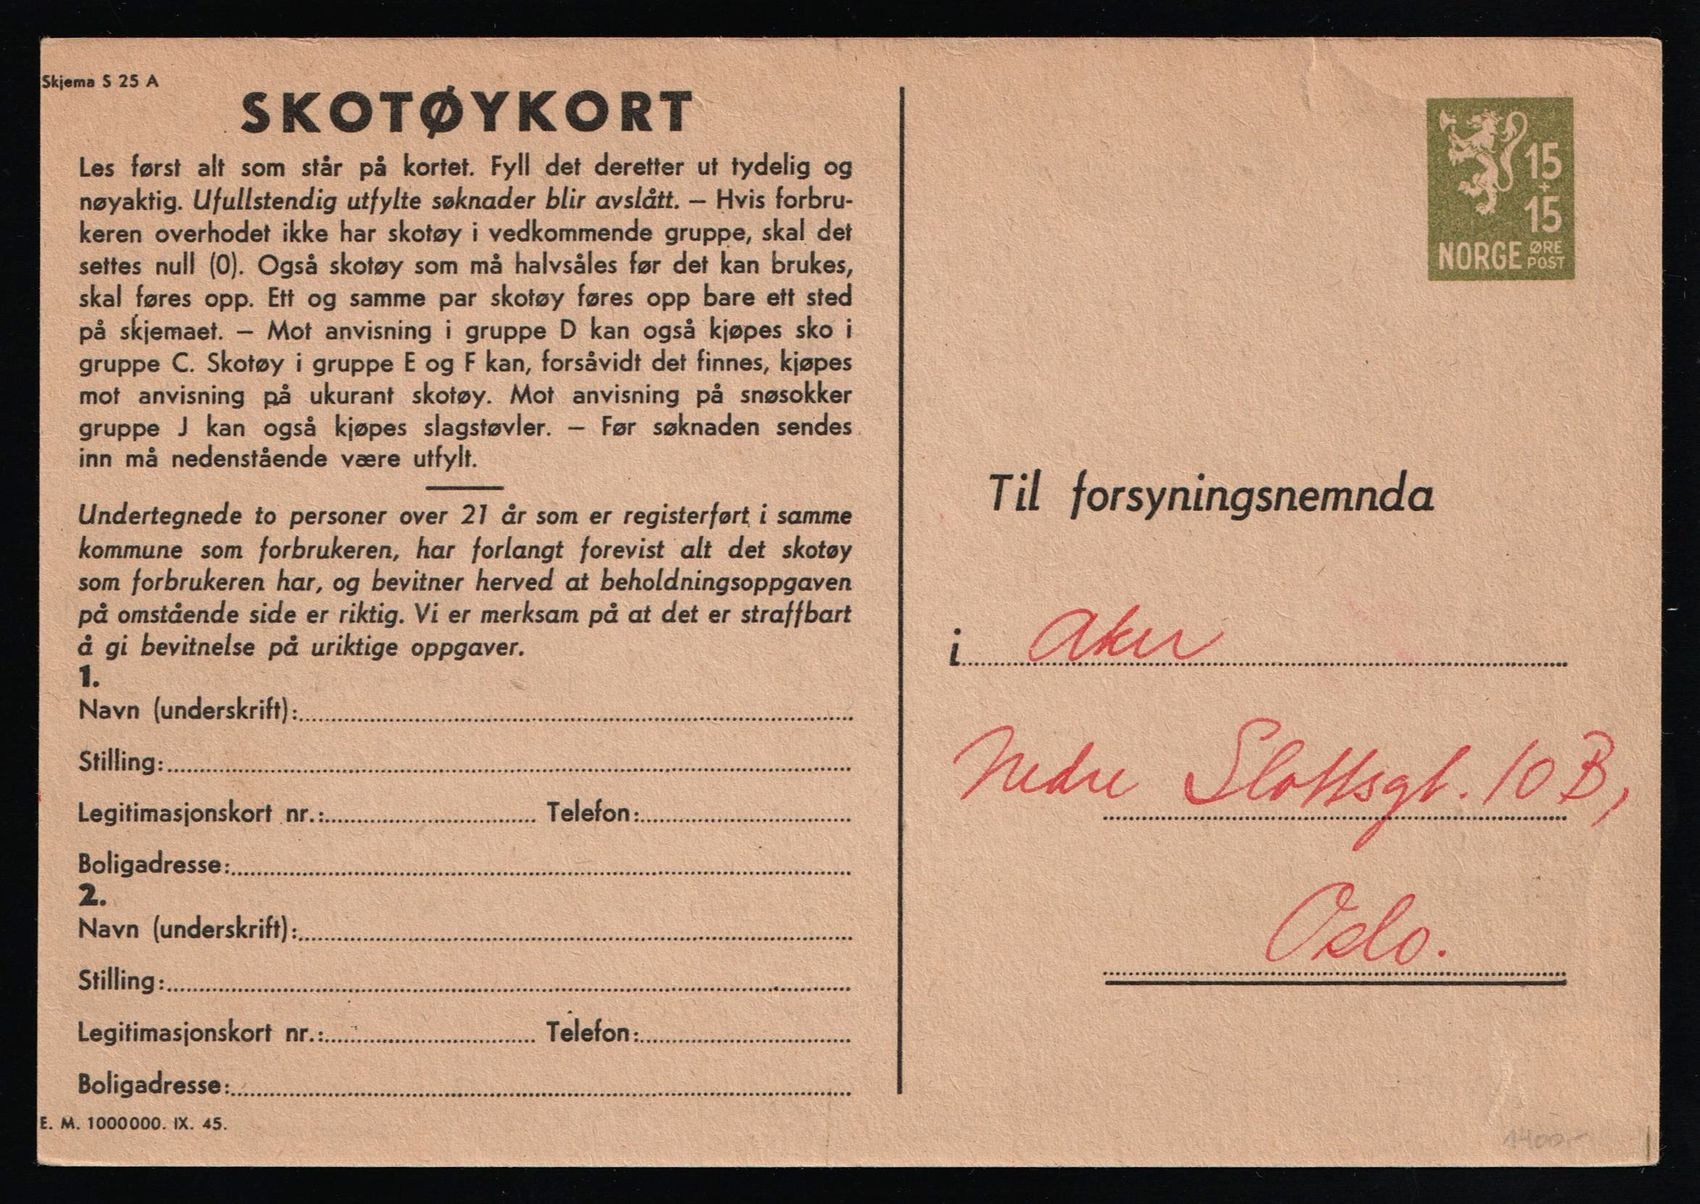 Skjema S 25 A
SKOTØYKORT
Les først alt som står på kortet. Fyll det deretter ut tydelig og
nøyaktig. Ufullstendig utfylte søknader blir avslått. – Hvis forbru-
keren overhodet ikke har skotøy i vedkommende gruppe, skal det
settes null (0). Også skotøy som må halvsåles før det kan brukes,
skal føres opp. Ett og samme par skotøy føres opp bare ett sted
på skjemaet. – Mot anvisning i gruppe D kan også kjøpes sko i
gruppe C. Skotøy i gruppe E og F kan, forsåvidt det finnes, kjøpes
mot anvisning på ukurant skotøy. Mot anvisning på snøsokker
gruppe J kan også kjøpes slagstøvler. – Før søknaden sendes
inn må nedenstående være utfylt.
Undertegnede to personer over 21 år som er registerført i samme
kommune som forbrukeren, har forlangt forevist alt det skotøy
som forbrukeren har, og bevitner herved at beholdningsoppgaven
på omstående side er riktig. Vi er merksam på at det er straffbart
å gi bevitnelse på uriktige oppgaver.
1.
Navn (underskrift):
Stilling:
Legitimasjonskort nr.: Telefon:
Boligadresse:
2.
Navn (underskrift):
Stilling:
Legitimasjonskort nr.: Telefon:
Boligadresse:
E. M. 1000000. IX. 45.
15
+
15
NORGE ØRE
POST
Til forsyningsnemnda
i Aker
Nedre Slottsgt. 10 B,
Oslo.
1400,-